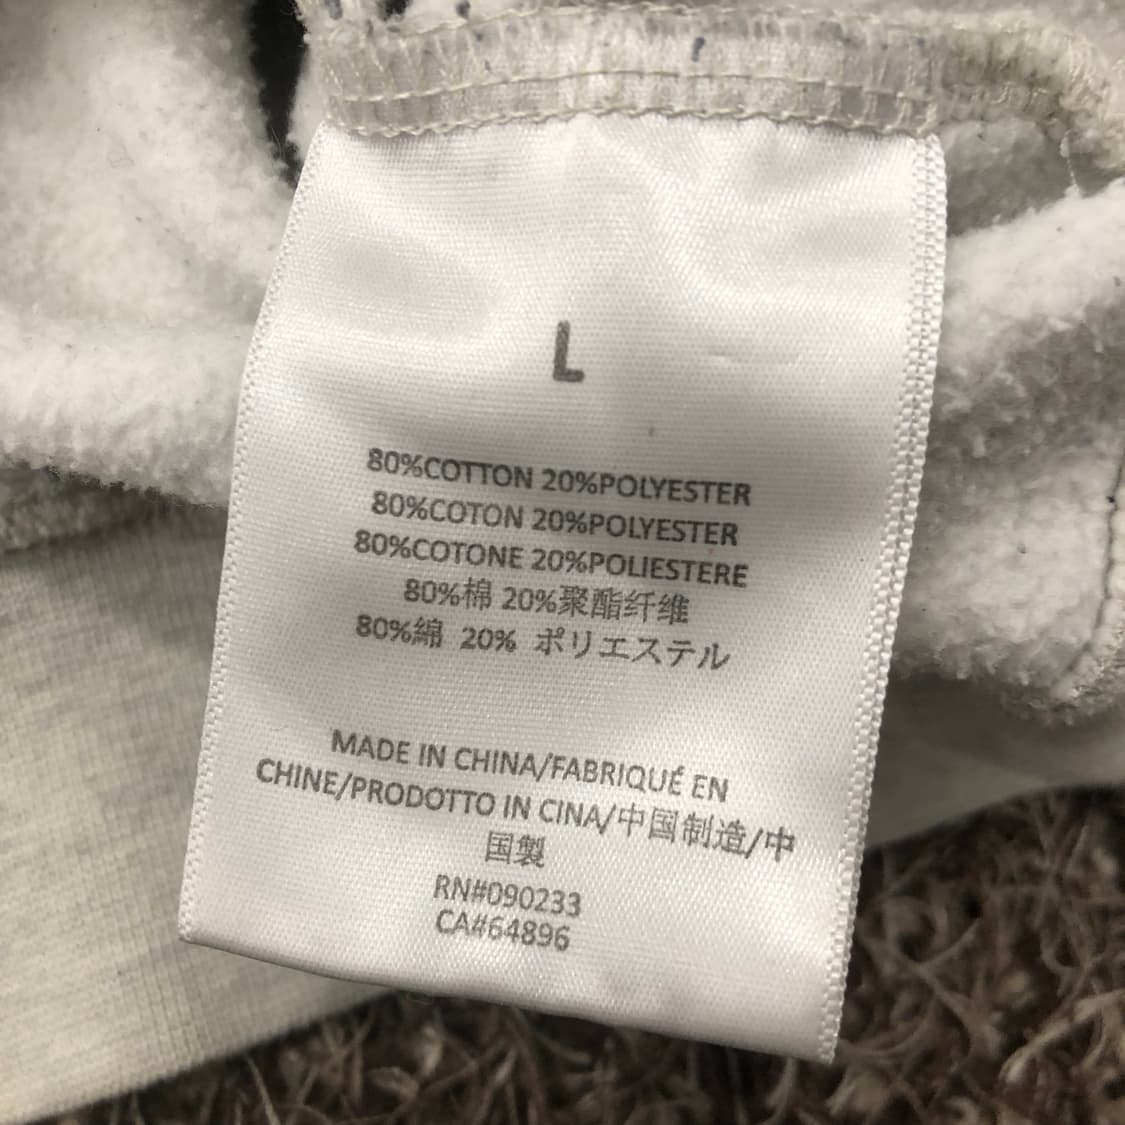 L
80%COTTON 20%POLYESTER
80%COTON 20%POLYESTER
80%COTONE 20%POLIESTERE
80%棉 20%聚酯纤维
80%綿 20% ポリエステル
MADE IN CHINA/FABRIQUÉ EN
CHINE/PRODOTTO IN CINA/中国制造/中
国製
RN#090233
CA#64896